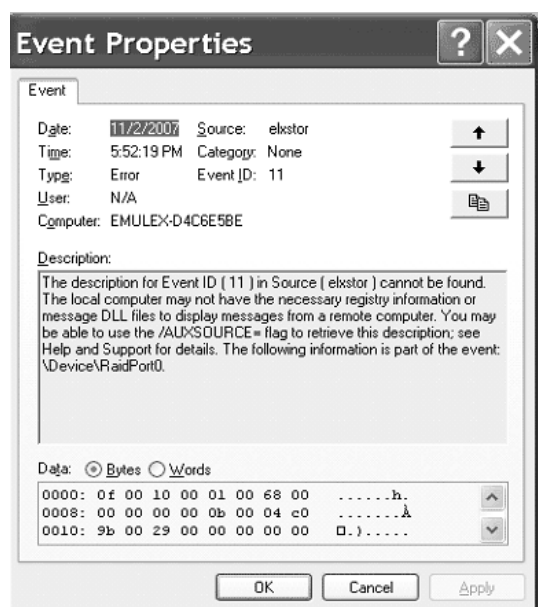 Event Properties
Event
Date: 11/2/2007 Source: elxstor
Time: 5:52:19 PM Category: None
Type: Error Event ID: 11
User: N/A
Computer: EMULEX-D4C6E5BE
Description:
The description for Event ID ( 11 ) in Source ( elxstor ) cannot be found.
The local computer may not have the necessary registry information or
message DLL files to display messages from a remote computer. You may
be able to use the /AUXSOURCE= flag to retrieve this description; see
Help and Support for details. The following information is part of the event:
\Device\RaidPort0.
Data: Bytes Words
0000: 0f 00 10 00 01 00 68 00 ......h.
0008: 00 00 00 00 0b 00 04 c0 .......À
0010: 9b 00 29 00 00 00 00 00 □.).....
OK Cancel Apply